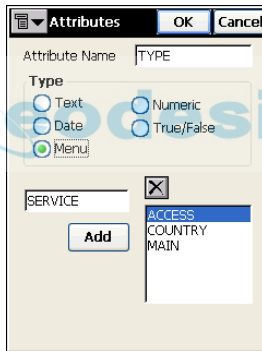 Attributes OK Cancel
Attribute Name TYPE
Type
Text Numeric
Date True/False
Menu
SERVICE
Add
ACCESS
COUNTRY
MAIN